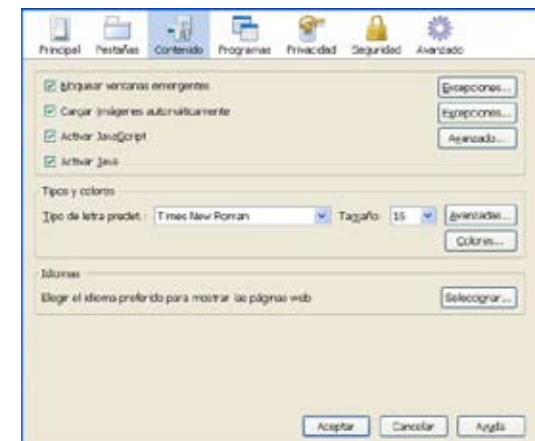 Principal Pestañas Contenido Programas Privacidad Seguridad Avanzado
Bloquear ventanas emergentes Excepciones...
Cargar imágenes automáticamente Excepciones...
Activar JavaScript Avanzado...
Activar Java
Tipos y colores
Tipo de letra predet.: Times New Roman Tamaño: 16 Avanzadas...
Colores...
Idiomas
Elegir el idioma preferido para mostrar las páginas web Seleccionar...
Aceptar Cancelar Ayuda